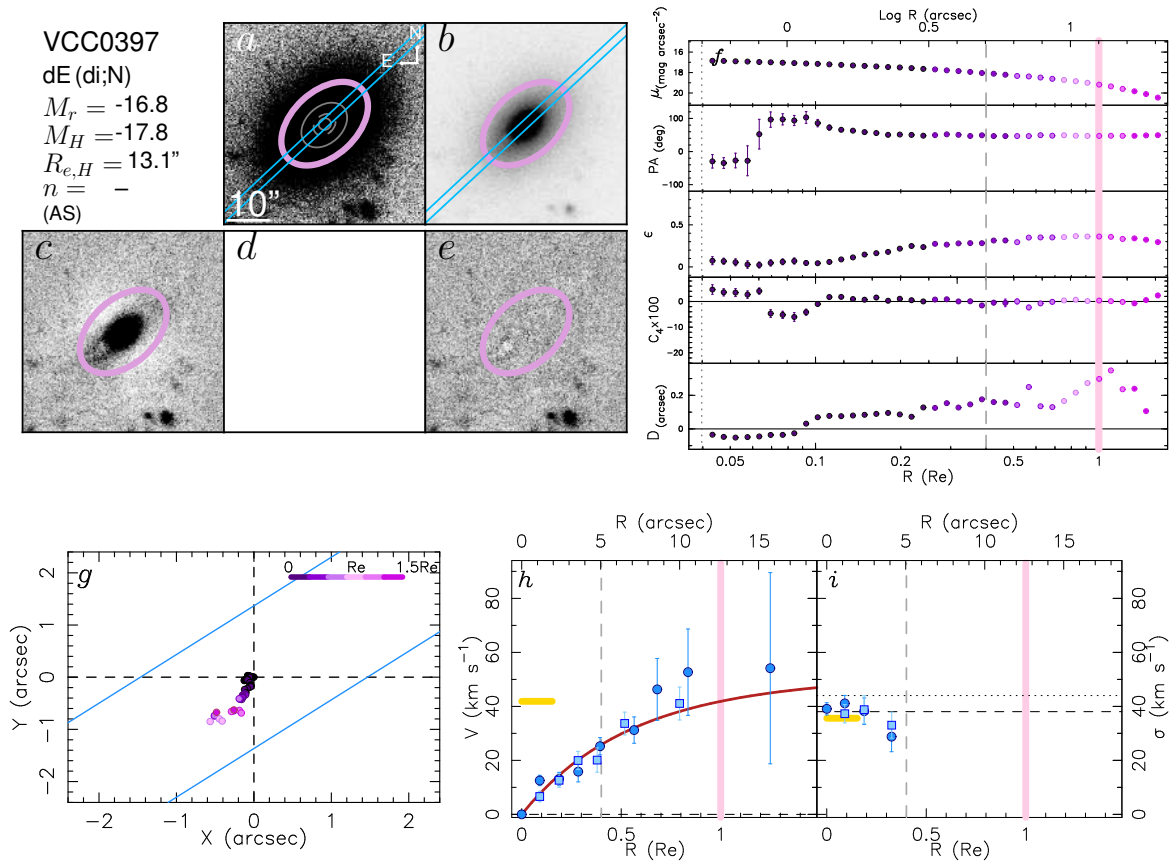 VCC0397
dE (di;N)
M_r = -16.8
M_H = -17.8
R_{e,H} = 13.1"
n = –
(AS)
a
N
E
10"
b
c
d
e
Log R (arcsec)
0 0.5 1
f
μ(mag arcsec⁻²)
16
18
20
PA (deg)
100
0
-100
ε
0.5
0
C₄x100
0
-10
-20
D (arcsec)
0.2
0
0.05 0.1 0.5 1
R (Re)
g
0 Re 1.5Re
Y (arcsec)
2
1
0
−1
−2
−2 −1 0 1 2
X (arcsec)
R (arcsec)
0 5 10 15
h
V (km s⁻¹)
80
60
40
20
0
0 0.5 1
R (Re)
R (arcsec)
0 5 10 15
i
80
60
40
20
0
σ (km s⁻¹)
0 0.5 1
R (Re)